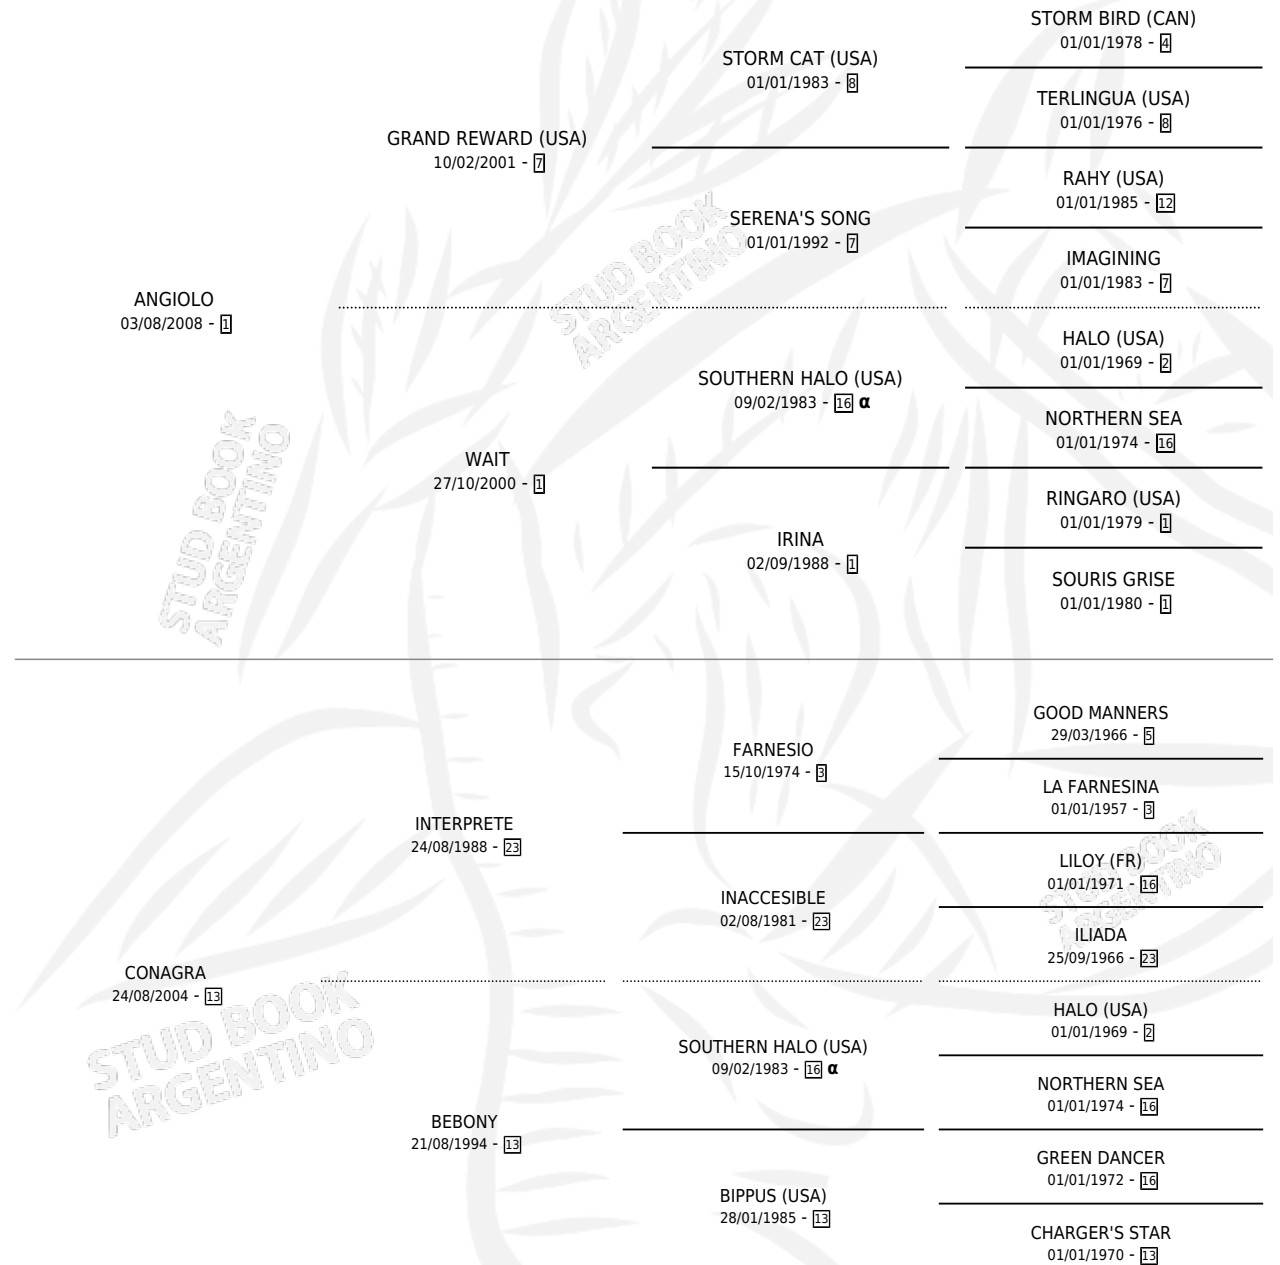 STORM BIRD (CAN)
01/01/1978 - 4
STORM CAT (USA)
01/01/1983 - 8
TERLINGUA (USA)
01/01/1976 - 8
GRAND REWARD (USA)
10/02/2001 - 7
RAHY (USA)
01/01/1985 - 12
SERENA'S SONG
01/01/1992 - 7
IMAGINING
01/01/1983 - 7
STUD BOOK
ARGENTINO
ANGIOLO
03/08/2008 - 1
HALO (USA)
01/01/1969 - 2
SOUTHERN HALO (USA)
09/02/1983 - 16 α
NORTHERN SEA
01/01/1974 - 16
WAIT
27/10/2000 - 1
RINGARO (USA)
01/01/1979 - 1
IRINA
02/09/1988 - 1
SOURIS GRISE
01/01/1980 - 1
STUD BOOK
ARGENTINO
GOOD MANNERS
29/03/1966 - 5
FARNESIO
15/10/1974 - 3
LA FARNESINA
01/01/1957 - 3
INTERPRETE
24/08/1988 - 23
LILOY (FR)
01/01/1971 - 16
INACCESIBLE
02/08/1981 - 23
ILIADA
25/09/1966 - 23
STUD BOOK
ARGENTINO
CONAGRA
24/08/2004 - 13
HALO (USA)
01/01/1969 - 2
SOUTHERN HALO (USA)
09/02/1983 - 16 α
NORTHERN SEA
01/01/1974 - 16
STUD BOOK
ARGENTINO
BEBONY
21/08/1994 - 13
GREEN DANCER
01/01/1972 - 16
BIPPUS (USA)
28/01/1985 - 13
CHARGER'S STAR
01/01/1970 - 13